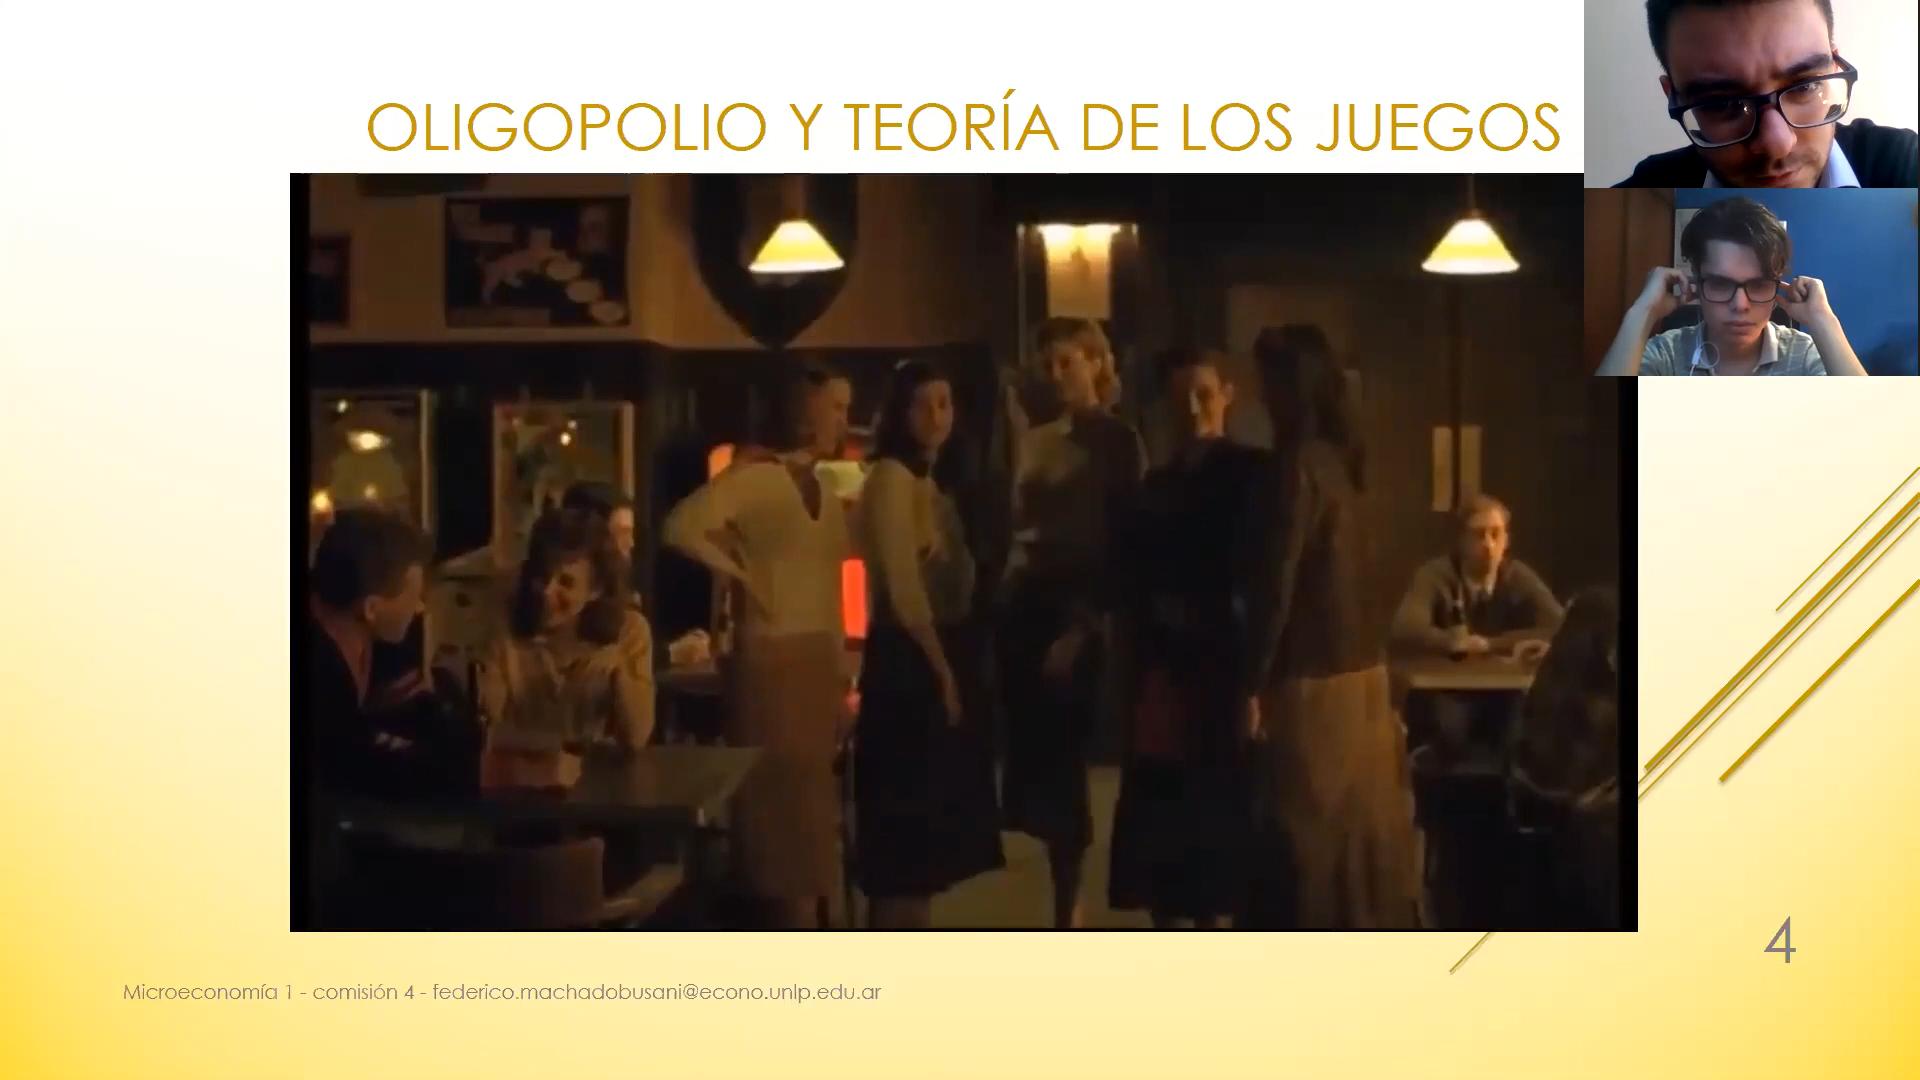 OLIGOPOLIO Y TEORÍA DE LOS JUEGOS
4
Microeconomía 1 - comisión 4 - federico.machadobusani@econo.unlp.edu.ar